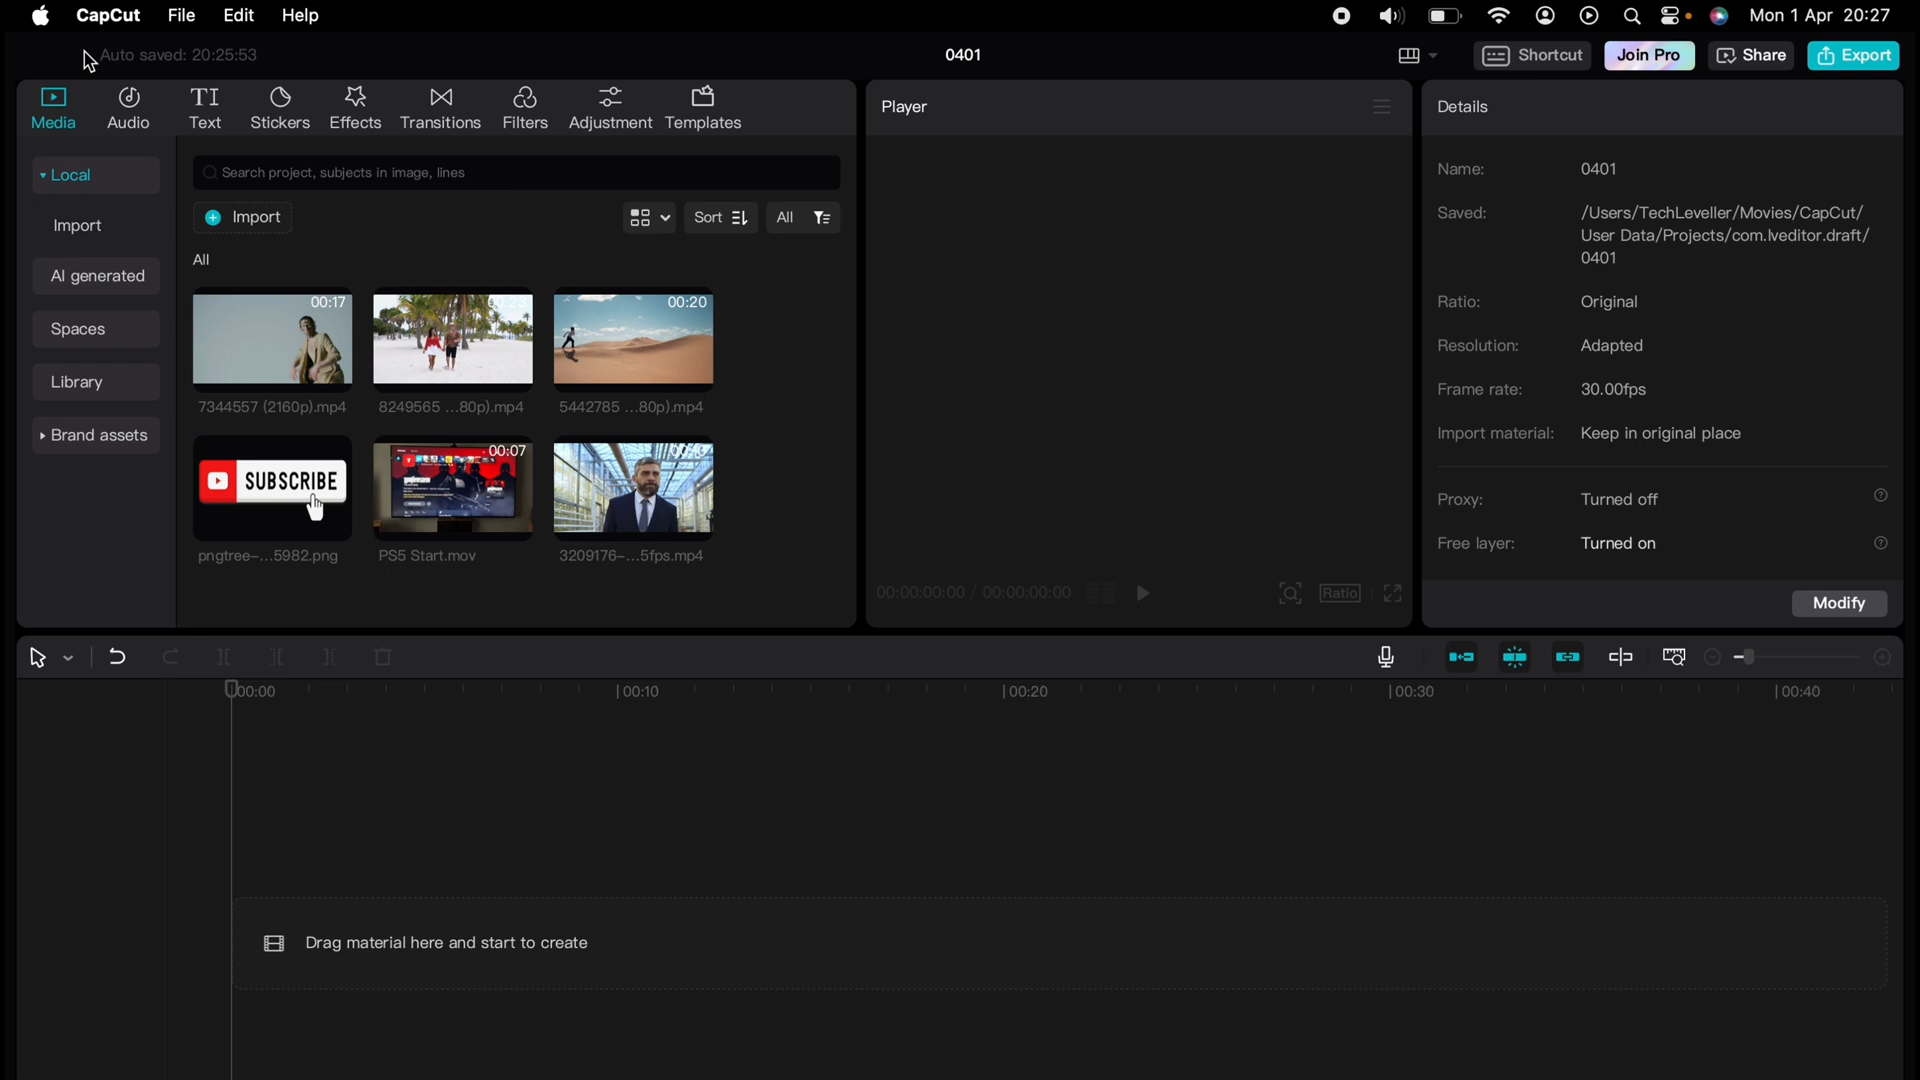 CapCut File Edit Help Mon 1 Apr 20:27
Auto saved: 20:25:53 0401 Shortcut Join Pro Share Export
Media Audio Text Stickers Effects Transitions Filters Adjustment Templates
Local
Import
AI generated
Spaces
Library
Brand assets
Search project, subjects in image, lines
Import Sort All
All
00:17 00:20
7344557 (2160p).mp4 8249565 ...80p).mp4 5442785 ...80p).mp4
SUBSCRIBE 00:07
pngtree-...5982.png PS5 Start.mov 3209176-...5fps.mp4
Player
00:00:00:00 / 00:00:00:00 Ratio
Details
Name: 0401
Saved: /Users/TechLeveller/Movies/CapCut/
User Data/Projects/com.lveditor.draft/
0401
Ratio: Original
Resolution: Adapted
Frame rate: 30.00fps
Import material: Keep in original place
Proxy: Turned off
Free layer: Turned on
Modify
00:00 00:10 00:20 00:30 00:40
Drag material here and start to create